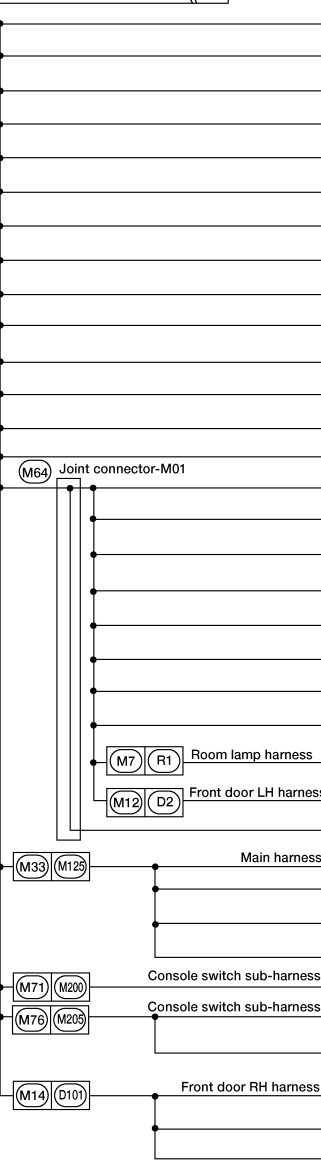 M64 Joint connector-M01
M7 R1 Room lamp harness
M12 D2 Front door LH harness
M33 M125 Main harness
M71 M200 Console switch sub-harness
M76 M205 Console switch sub-harness
M14 D101 Front door RH harness